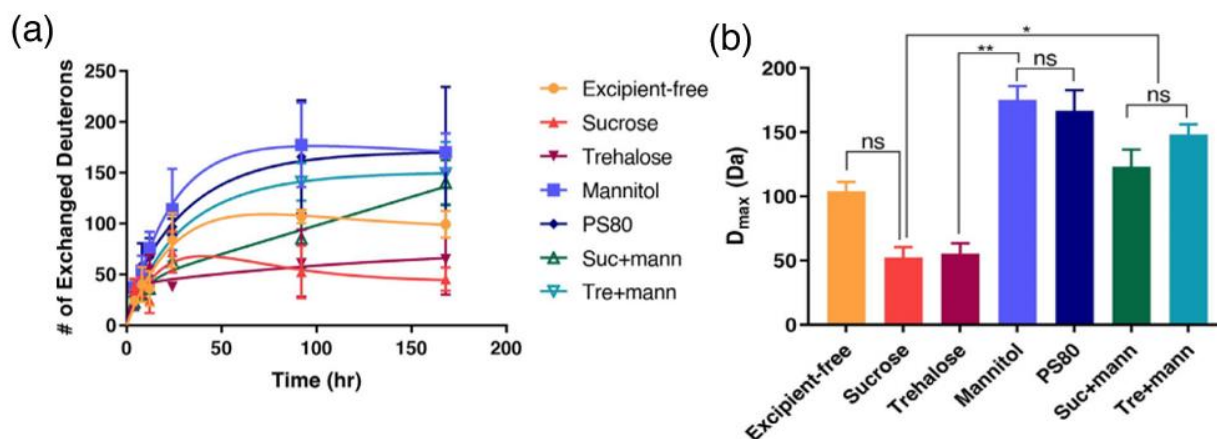 (a)
# of Exchanged Deuterons
250
200
150
100
50
0
0 50 100 150 200
Time (hr)
Excipient-free
Sucrose
Trehalose
Mannitol
PS80
Suc+mann
Tre+mann
(b)
D_max (Da)
200
150
100
50
0
*
**
ns
ns
ns
Excipient-free
Sucrose
Trehalose
Mannitol
PS80
Suc+mann
Tre+mann